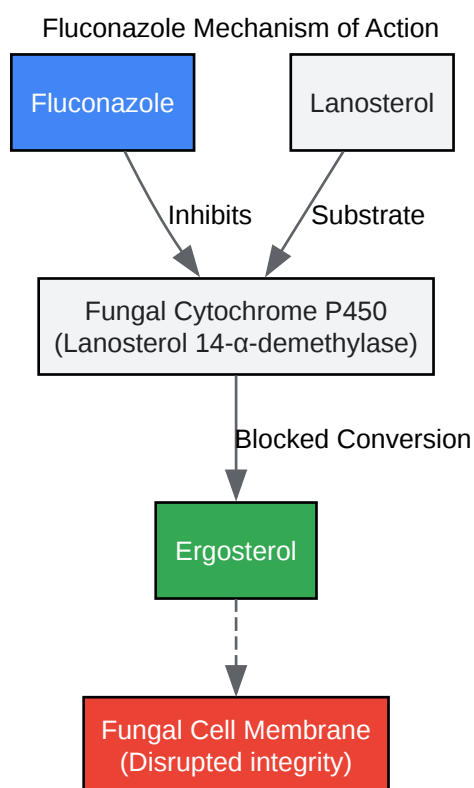 Fluconazole Mechanism of Action
Fluconazole
Lanosterol
Inhibits
Substrate
Fungal Cytochrome P450
(Lanosterol 14-α-demethylase)
Blocked Conversion
Ergosterol
Fungal Cell Membrane
(Disrupted integrity)